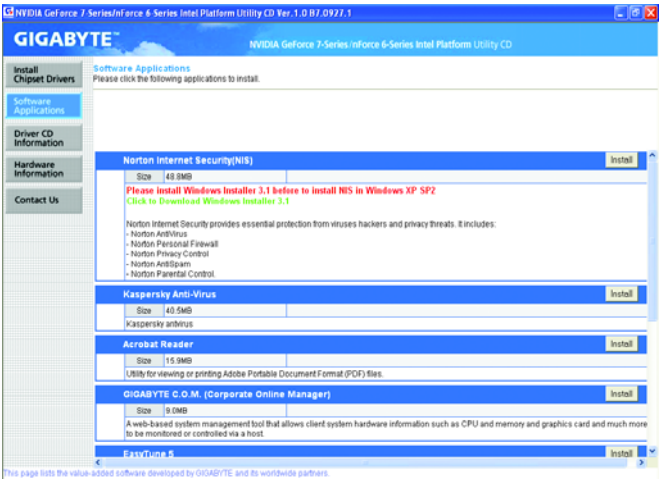 NVIDIA GeForce 7-Series/nForce 6-Series Intel Platform Utility CD Ver.1.0 B7.0927.1
GIGABYTE™
NVIDIA GeForce 7-Series/nForce 6-Series Intel Platform Utility CD
Install
Chipset Drivers
Software
Applications
Driver CD
Information
Hardware
Information
Contact Us
Software Applications
Please click the following applications to install.
Norton Internet Security(NIS)
Install
Size 48.8MB
Please install Windows Installer 3.1 before to install NIS in Windows XP SP2
Click to Download Windows Installer 3.1
Norton Internet Security provides essential protection from viruses hackers and privacy threats. It includes:
- Norton AntiVirus
- Norton Personal Firewall
- Norton Privacy Control
- Norton AntiSpam
- Norton Parental Control.
Kaspersky Anti-Virus
Install
Size 40.5MB
Kaspersky antivirus
Acrobat Reader
Install
Size 15.9MB
Utility for viewing or printing Adobe Portable Document Format (PDF) files.
GIGABYTE C.O.M. (Corporate Online Manager)
Install
Size 9.0MB
A web-based system management tool that allows client system hardware information such as CPU and memory and graphics card and much more
to be monitored or controlled via a host.
EasyTune 5
Install
This page lists the value-added software developed by GIGABYTE and its worldwide partners.